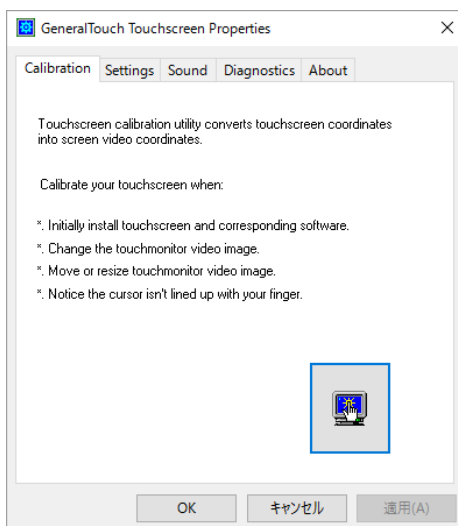 GeneralTouch Touchscreen Properties
Calibration Settings Sound Diagnostics About
Touchscreen calibration utility converts touchscreen coordinates
into screen video coordinates.
Calibrate your touchscreen when:
*. Initially install touchscreen and corresponding software.
*. Change the touchmonitor video image.
*. Move or resize touchmonitor video image.
*. Notice the cursor isn't lined up with your finger.
OK キャンセル 適用(A)